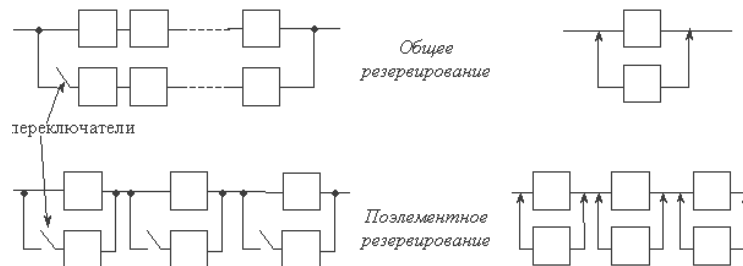 Общее
резервирование
переключатели
Поэлементное
резервирование